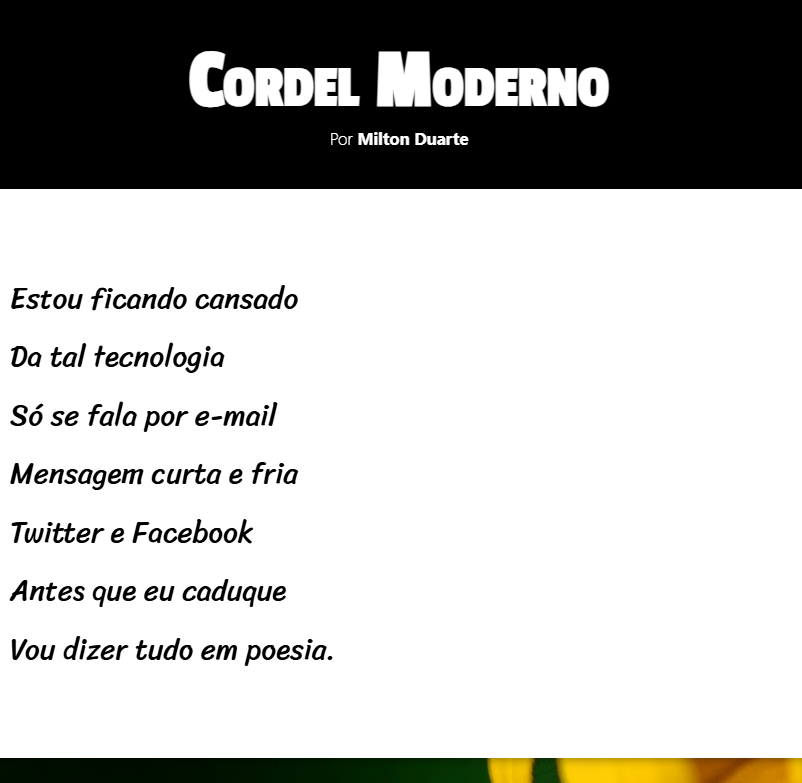 Cordel Moderno
Por Milton Duarte
Estou ficando cansado
Da tal tecnologia
Só se fala por e-mail
Mensagem curta e fria
Twitter e Facebook
Antes que eu caduque
Vou dizer tudo em poesia.